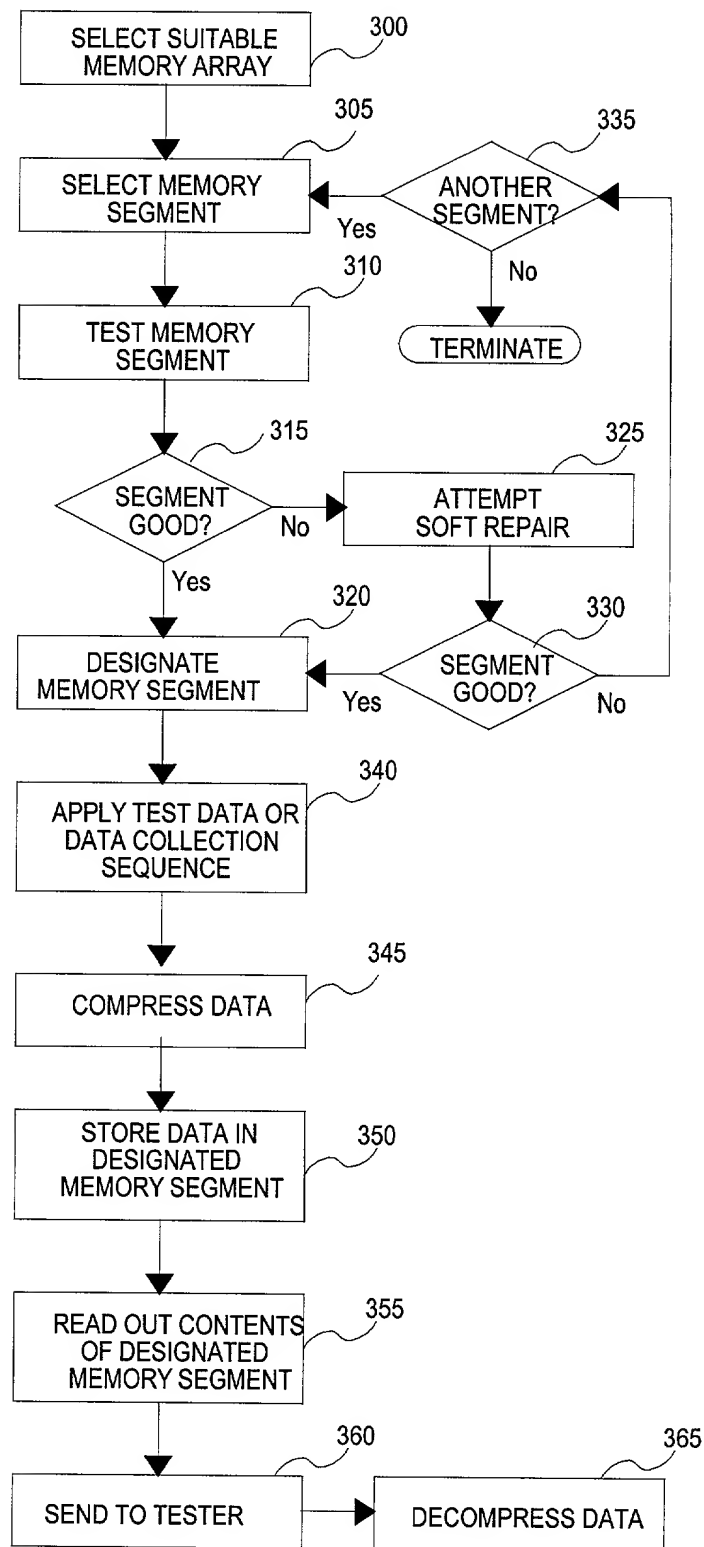 SELECT SUITABLE
MEMORY ARRAY
300
305
335
SELECT MEMORY
SEGMENT
Yes
ANOTHER
SEGMENT?
No
310
TEST MEMORY
SEGMENT
TERMINATE
315
325
SEGMENT
GOOD?
No
ATTEMPT
SOFT REPAIR
Yes
320
330
DESIGNATE
MEMORY SEGMENT
Yes
SEGMENT
GOOD?
No
340
APPLY TEST DATA OR
DATA COLLECTION
SEQUENCE
345
COMPRESS DATA
STORE DATA IN
DESIGNATED
MEMORY SEGMENT
350
READ OUT CONTENTS
OF DESIGNATED
MEMORY SEGMENT
355
360
365
SEND TO TESTER
DECOMPRESS DATA